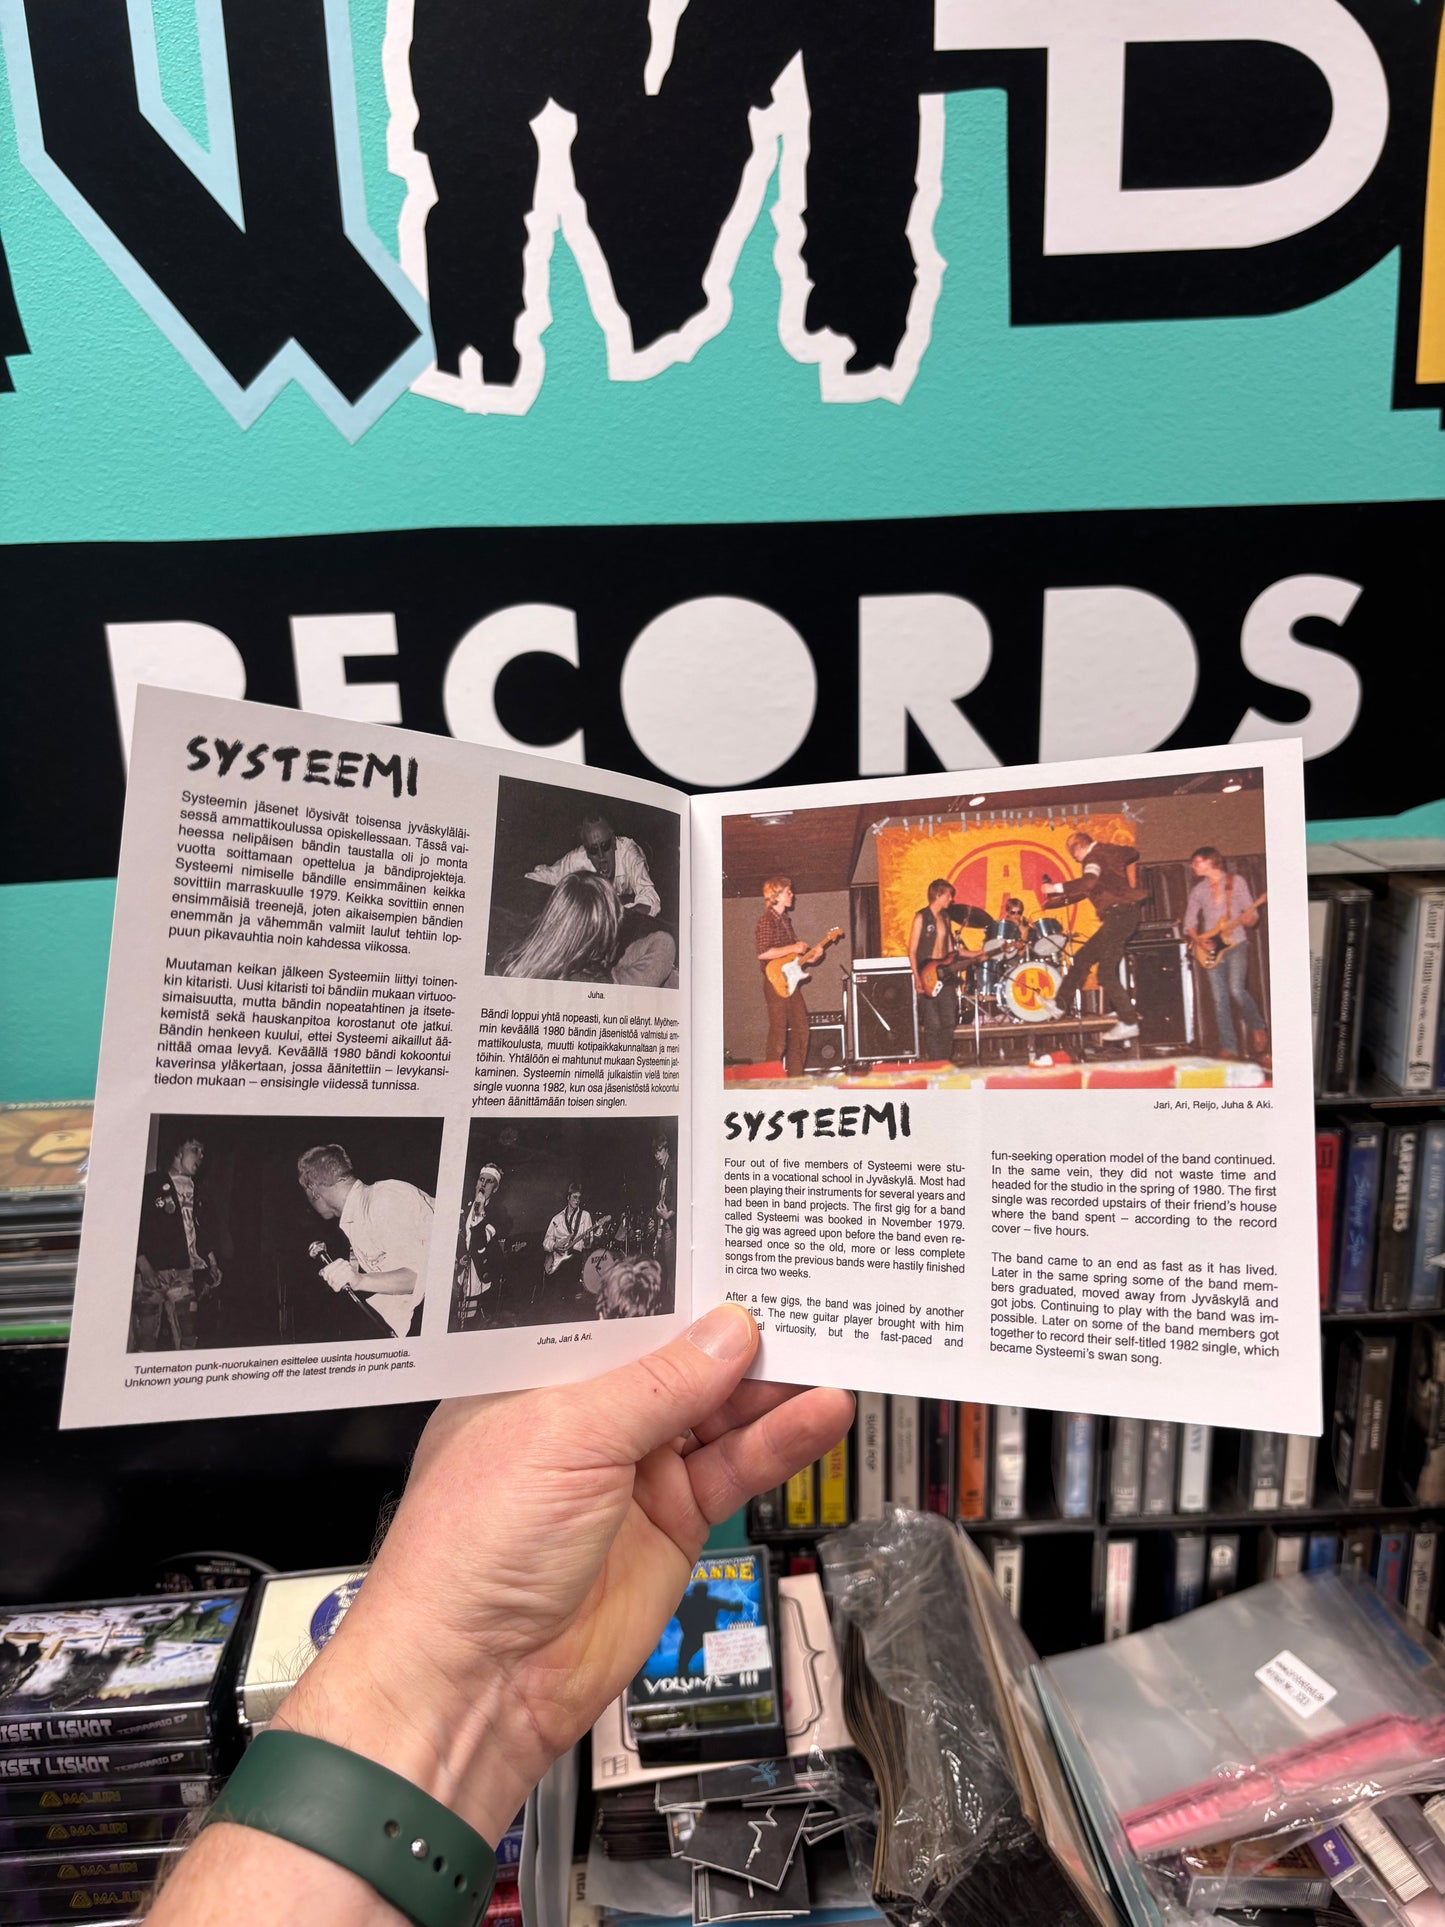 RECORDS
SYSTEEMI
Systeemin jäsenet löysivät toisensa jyväskyläläi-
sessä ammattikoulussa opiskellessaan. Tässä vai-
heessa nelipäisen bändin taustalla oli jo monta
vuotta soittamaan opettelua ja bändiprojekteja.
Systeemi nimiselle bändille ensimmäinen keikka
sovittiin marraskuulle 1979. Keikka sovittiin ennen
ensimmäisiä treenejä, joten aikaisempien bändien
enemmän ja vähemmän valmiit laulut tehtiin lop-
puun pikavauhtia noin kahdessa viikossa.
Muutaman keikan jälkeen Systeemiin liittyi toinen-
kin kitaristi. Uusi kitaristi toi bändiin mukaan virtuoo-
simaisuutta, mutta bändin nopeatahtinen ja itsete-
kemistä sekä hauskanpitoa korostanut ote jatkui.
Bändin henkeen kuului, ettei Systeemi aikaillut ää-
nittää omaa levyä. Keväällä 1980 bändi kokoontui
kaverinsa yläkertaan, jossa äänitettiin – levykansi-
tiedon mukaan – ensisingle viidessä tunnissa.
Tuntematon punk-nuorukainen esittelee uusinta housumuotia.
Unknown young punk showing off the latest trends in punk pants.
Juha.
Bändi loppui yhtä nopeasti, kun oli elänyt. Myöhem-
min keväällä 1980 bändin jäsenistöä valmistui am-
mattikoulusta, muutti kotipaikkakunnaltaan ja meni
töihin. Yhtälöön ei mahtunut mukaan Systeemin jat-
kaminen. Systeemin nimellä julkaistiin vielä toinen
single vuonna 1982, kun osa jäsenistöstä kokoontui
yhteen äänittämään toisen singlen.
Juha, Jari & Ari.
Jari, Ari, Reijo, Juha & Aki.
SYSTEEMI
Four out of five members of Systeemi were stu-
dents in a vocational school in Jyväskylä. Most had
been playing their instruments for several years and
had been in band projects. The first gig for a band
called Systeemi was booked in November 1979.
The gig was agreed upon before the band even re-
hearsed once so the old, more or less complete
songs from the previous bands were hastily finished
in circa two weeks.
After a few gigs, the band was joined by another
The new guitar player brought with him
virtuosity, but the fast-paced and
fun-seeking operation model of the band continued.
In the same vein, they did not waste time and
headed for the studio in the spring of 1980. The first
single was recorded upstairs of their friend's house
where the band spent – according to the record
cover – five hours.
The band came to an end as fast as it has lived.
Later in the same spring some of the band mem-
bers graduated, moved away from Jyväskylä and
got jobs. Continuing to play with the band was im-
possible. Later on some of the band members got
together to record their self-titled 1982 single, which
became Systeemi's swan song.
CARPENTERS
SUOMI POP
VOLUME III
ISET LISKOT TERRARIO EP
ISET LISKOT TERRARIO EP
MAJURI
MAJURI
MAJURI
MAJURI